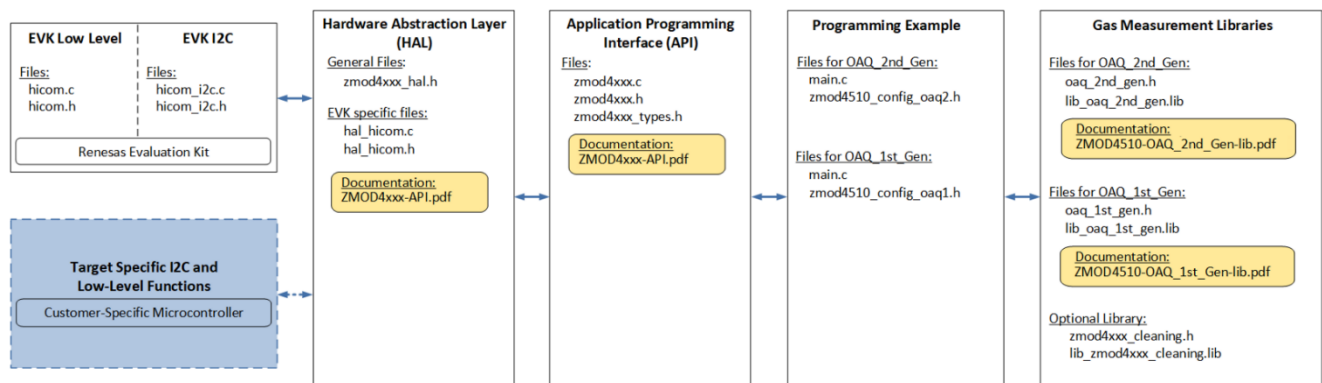 EVK Low Level
Files:
hicom.c
hicom.h
EVK I2C
Files:
hicom_i2c.c
hicom_i2c.h
Renesas Evaluation Kit
Target Specific I2C and
Low-Level Functions
Customer-Specific Microcontroller
Hardware Abstraction Layer
(HAL)
General Files:
zmod4xxx_hal.h
EVK specific files:
hal_hicom.c
hal_hicom.h
Documentation:
ZMOD4xxx-API.pdf
Application Programming
Interface (API)
Files:
zmod4xxx.c
zmod4xxx.h
zmod4xxx_types.h
Documentation:
ZMOD4xxx-API.pdf
Programming Example
Files for OAQ_2nd_Gen:
main.c
zmod4510_config_oaq2.h
Files for OAQ_1st_Gen:
main.c
zmod4510_config_oaq1.h
Gas Measurement Libraries
Files for OAQ_2nd_Gen:
oaq_2nd_gen.h
lib_oaq_2nd_gen.lib
Documentation:
ZMOD4510-OAQ_2nd_Gen-lib.pdf
Files for OAQ_1st_Gen:
oaq_1st_gen.h
lib_oaq_1st_gen.lib
Documentation:
ZMOD4510-OAQ_1st_Gen-lib.pdf
Optional Library:
zmod4xxx_cleaning.h
lib_zmod4xxx_cleaning.lib